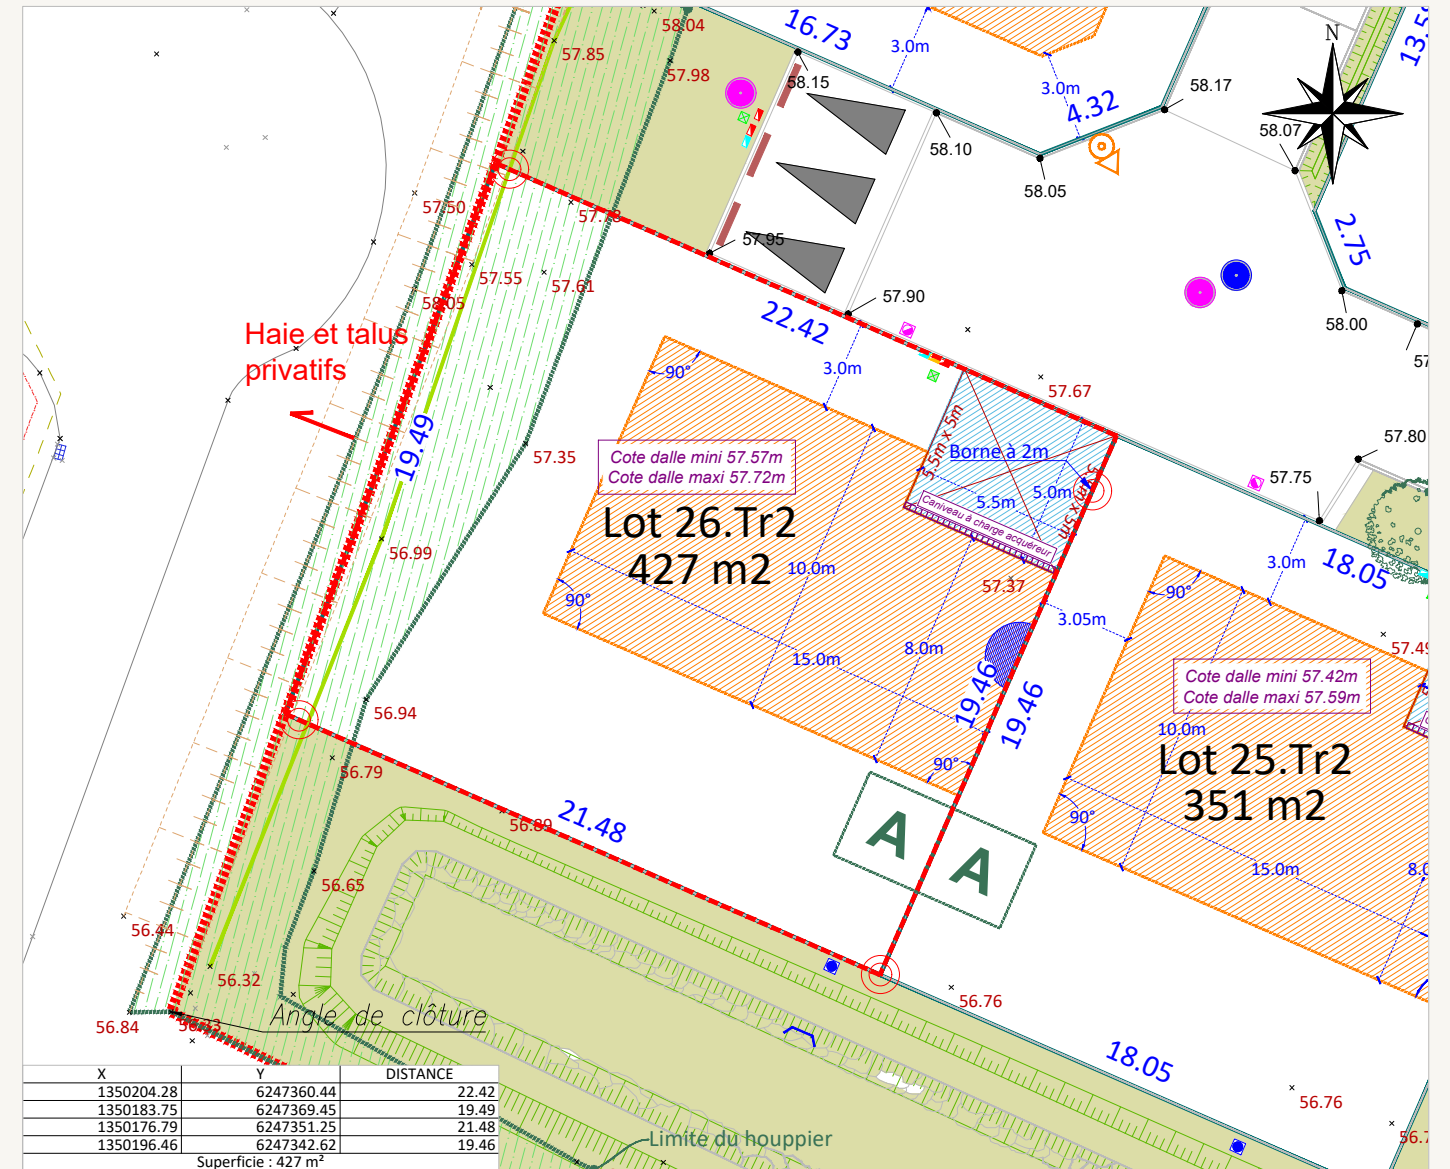 16.73
58.04
57.85
57.98
3.0m
58.15
3.0m
4.32
58.17
N
58.07
58.10
58.05
2.75
57.50
57.73
57.95
57.55
57.61
58.05
57.90
58.00
22.42
Haie et talus
privatifs
3.0m
57.67
90°
19.49
5.5m x 5m
Borne à 2m
57.80
57.35
Cote dalle mini 57.57m
Cote dalle maxi 57.72m
5.5m
5.0m
57.75
Caniveau à charge acquéreur
Lot 26.Tr2
427 m2
56.99
10.0m
57.37
3.0m
18.05
90°
90°
3.05m
15.0m
8.0m
19.46
19.46
Cote dalle mini 57.42m
Cote dalle maxi 57.59m
10.0m
Lot 25.Tr2
351 m2
56.94
56.79
90°
90°
21.48
56.89
A
A
15.0m
56.65
56.44
56.32
56.76
Angle de clôture
56.84
56.33
18.05
56.76
Limite du houppier
X Y DISTANCE
1350204.28 6247360.44 22.42
1350183.75 6247369.45 19.49
1350176.79 6247351.25 21.48
1350196.46 6247342.62 19.46
Superficie : 427 m²